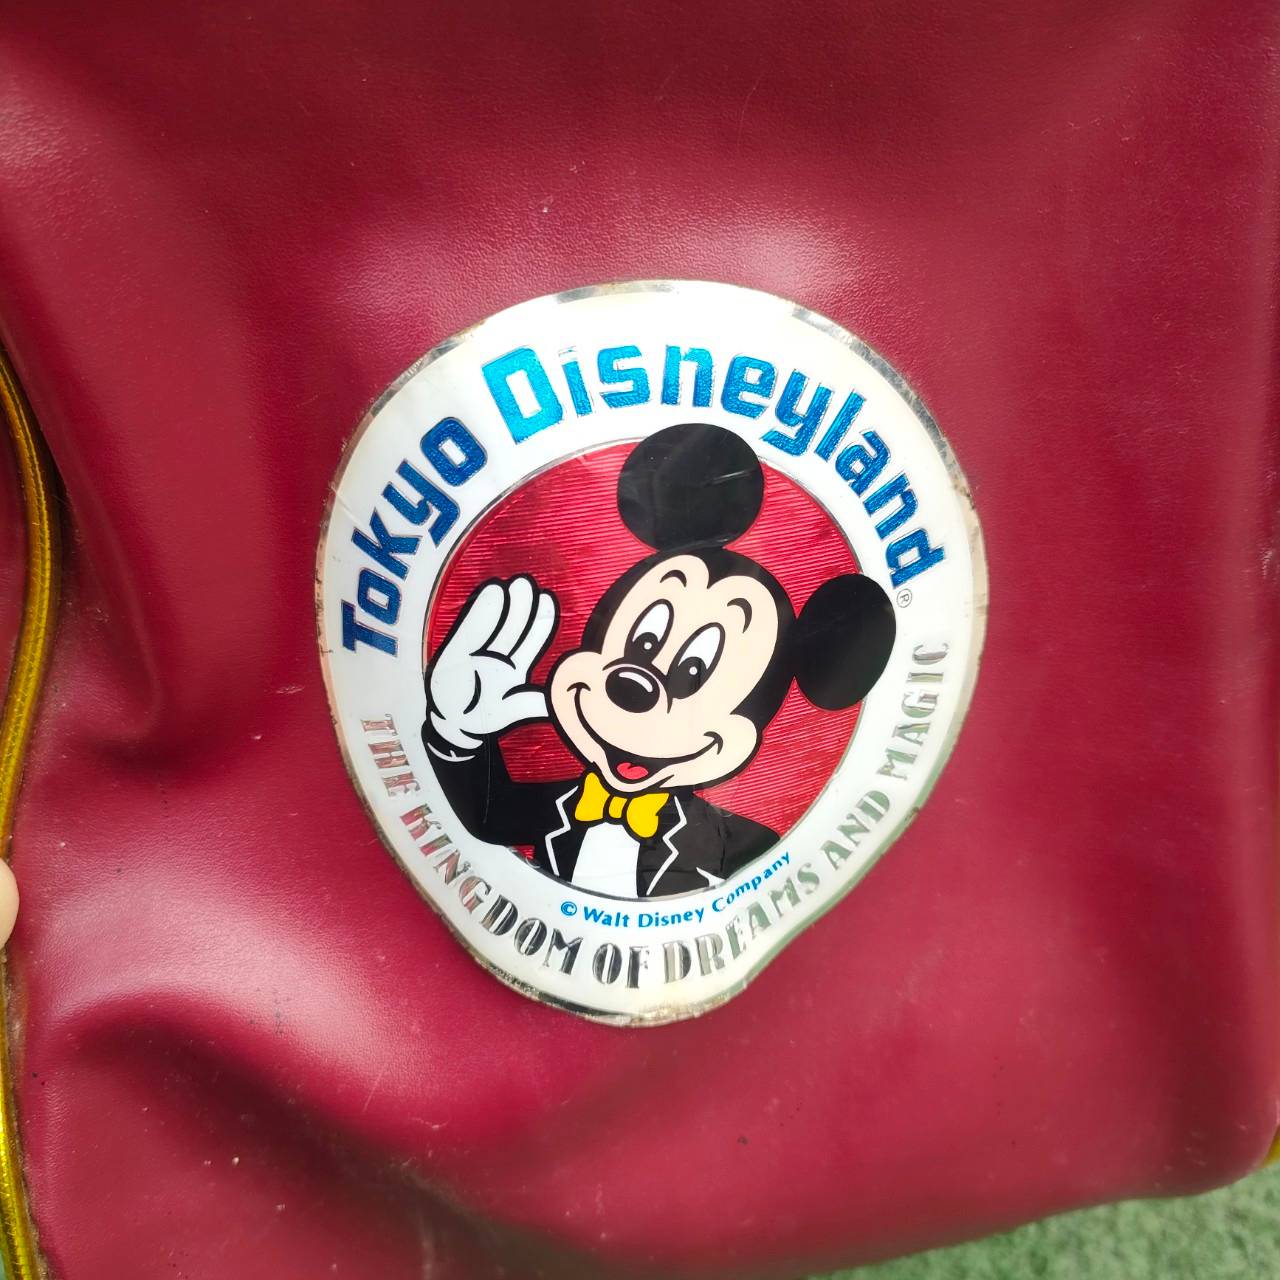 Tokyo Disneyland®
© Walt Disney Company
THE KINGDOM OF DREAMS AND MAGIC